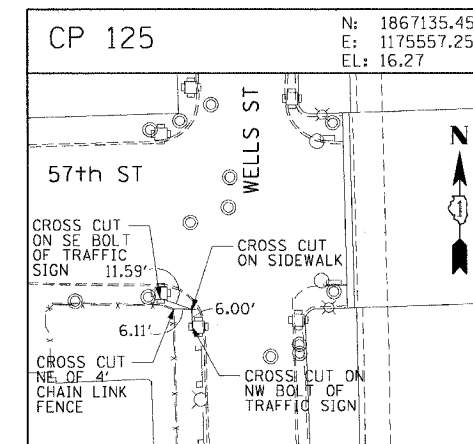 CP 125
N: 1867135.45
E: 1175557.25
EL: 16.27
WELLS ST
N
57th ST
CROSS CUT
ON SE BOLT
OF TRAFFIC
SIGN
11.59'
CROSS CUT
ON SIDEWALK
6.00'
6.11'
CROSS CUT
NE OF 4'
CHAIN LINK
FENCE
CROSS CUT ON
NW BOLT OF
TRAFFIC SIGN